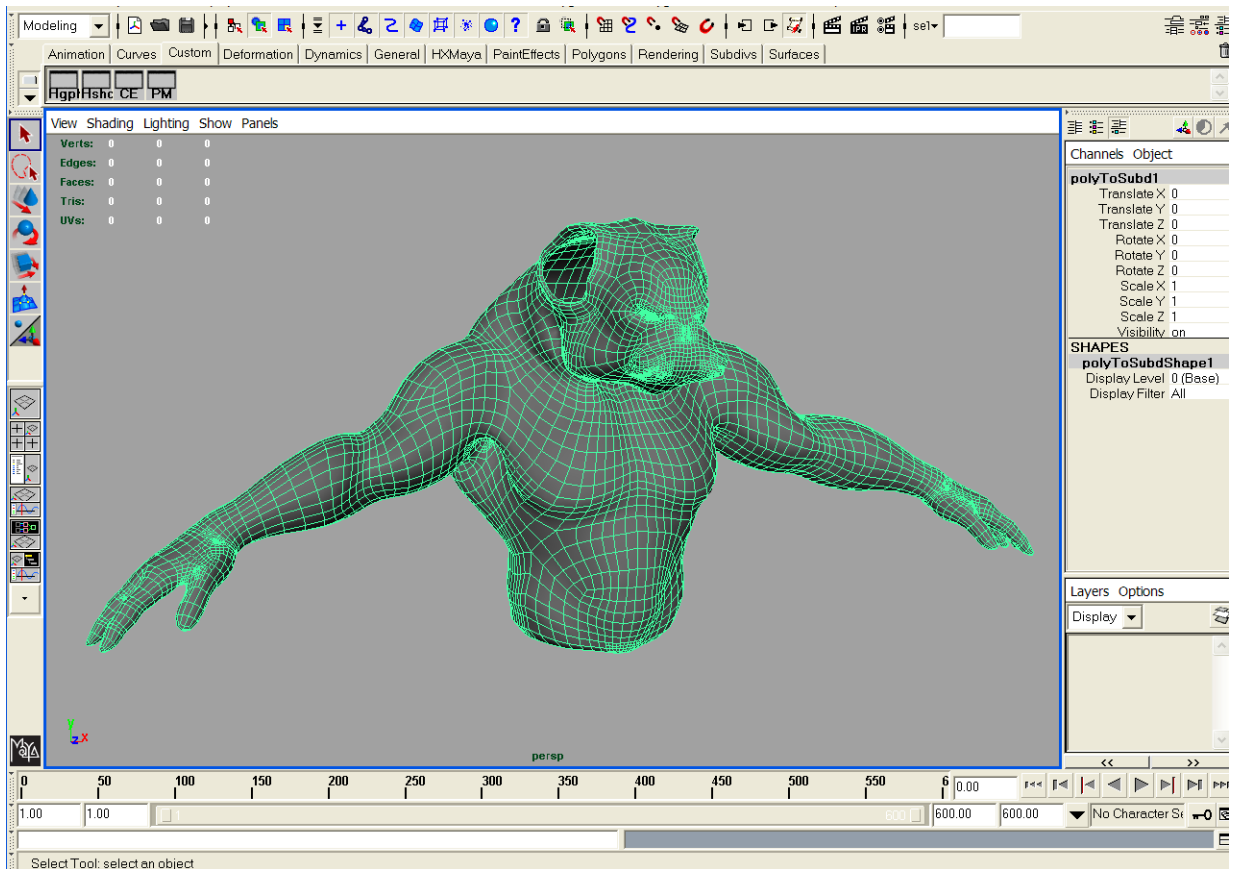 Modeling
sel
Animation Curves Custom Deformation Dynamics General HXMaya PaintEffects Polygons Rendering Subdivs Surfaces
Hshc CE PM
View Shading Lighting Show Panels
Verts: 0 0 0
Edges: 0 0 0
Faces: 0 0 0
Tris: 0 0 0
UVs: 0 0 0
Channels Object
polyToSubd1
Translate X 0
Translate Y 0
Translate Z 0
Rotate X 0
Rotate Y 0
Rotate Z 0
Scale X 1
Scale Y 1
Scale Z 1
Visibility on
SHAPES
polyToSubdShape1
Display Level 0 (Base)
Display Filter All
Layers Options
Display
<< >>
y
z x
persp
MAYA
0 50 100 150 200 250 300 350 400 450 500 550 6 0.00
1.00 1.00 1 600 600.00 600.00 No Character Se
Select Tool: select an object